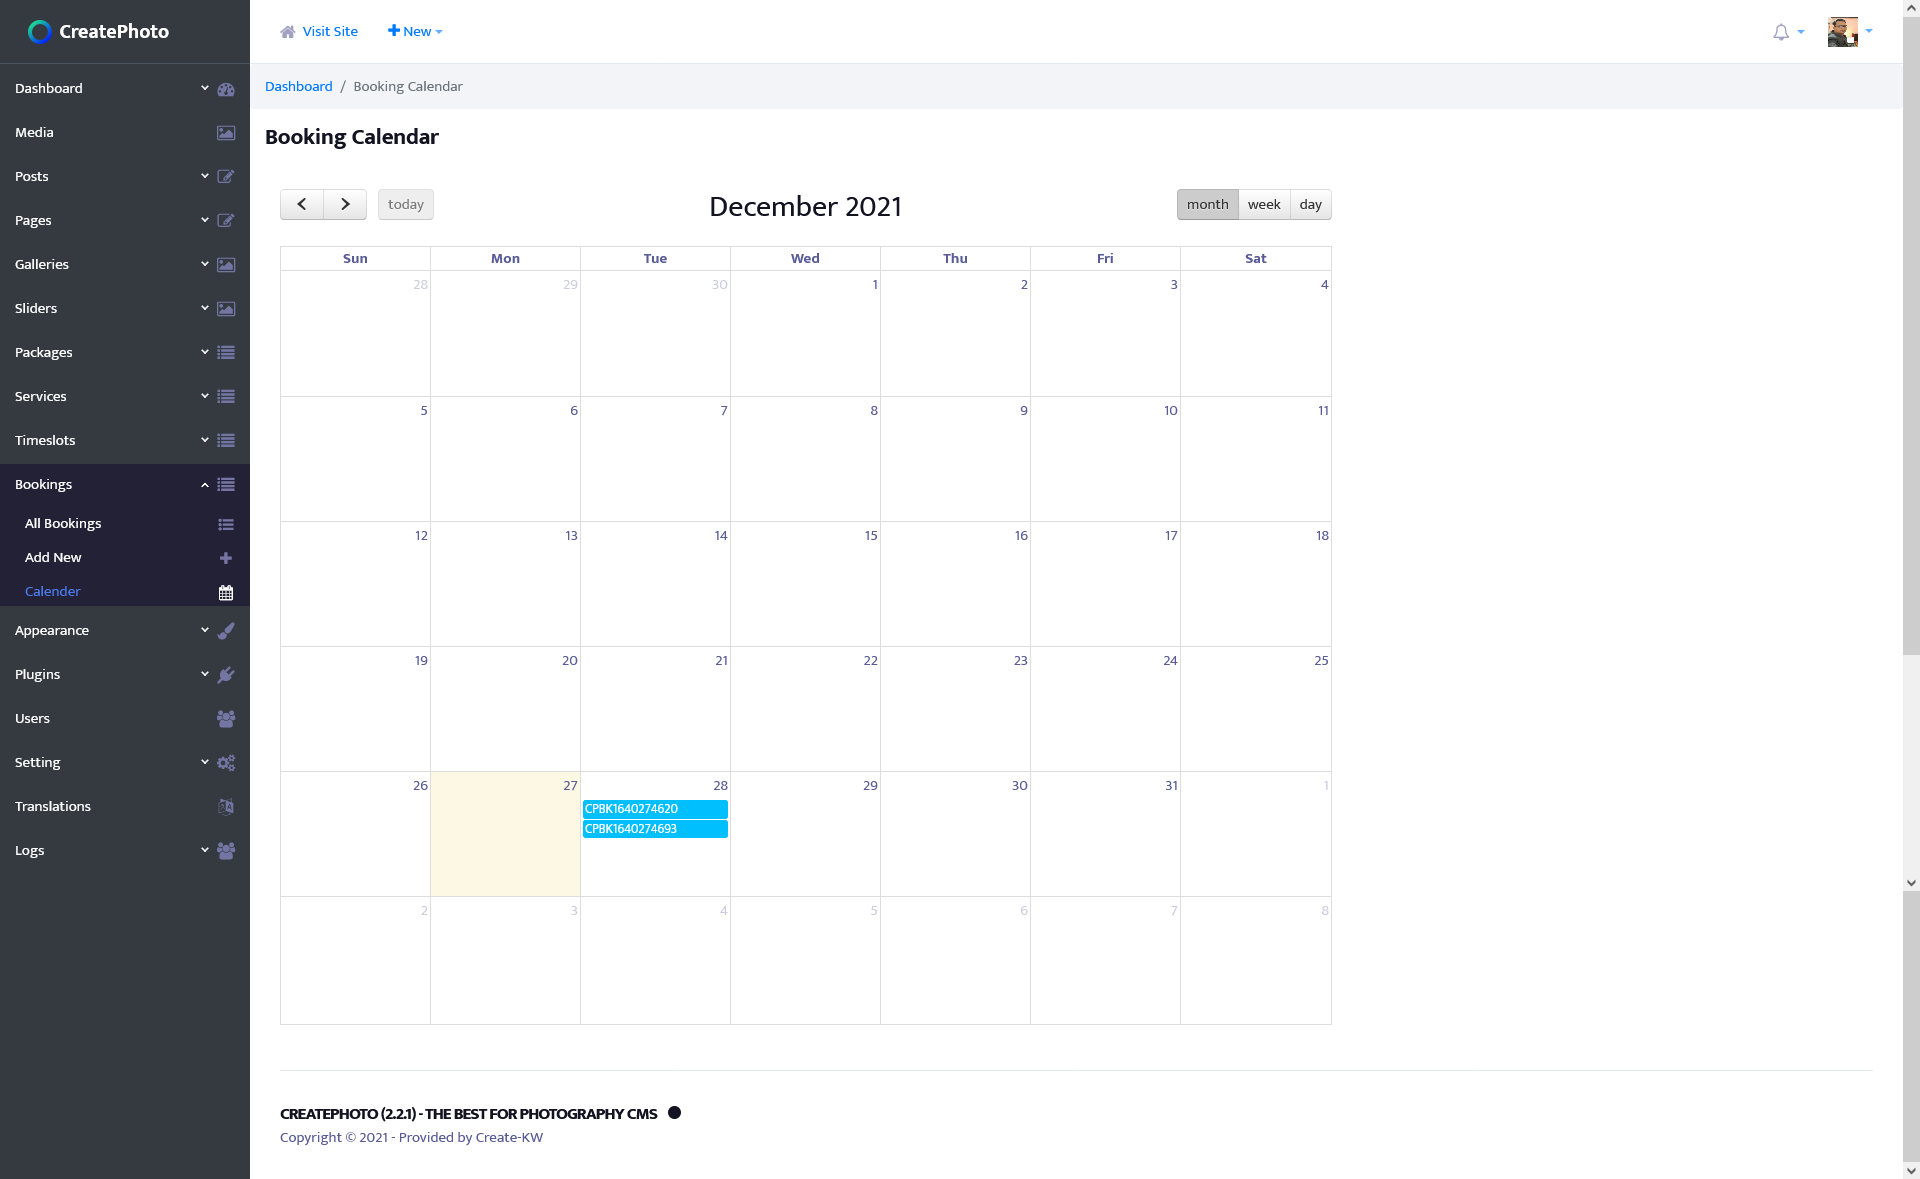 CreatePhoto
Visit Site
New
Dashboard
Media
Posts
Pages
Galleries
Sliders
Packages
Services
Timeslots
Bookings
All Bookings
Add New
Calender
Appearance
Plugins
Users
Setting
Translations
Logs
Dashboard / Booking Calendar
Booking Calendar
today
December 2021
month week day
Sun Mon Tue Wed Thu Fri Sat
28 29 30 1 2 3 4
5 6 7 8 9 10 11
12 13 14 15 16 17 18
19 20 21 22 23 24 25
26 27 28 29 30 31 1
CPBK1640274620
CPBK1640274693
2 3 4 5 6 7 8
CREATEPHOTO (2.2.1) - THE BEST FOR PHOTOGRAPHY CMS
Copyright © 2021 - Provided by Create-KW